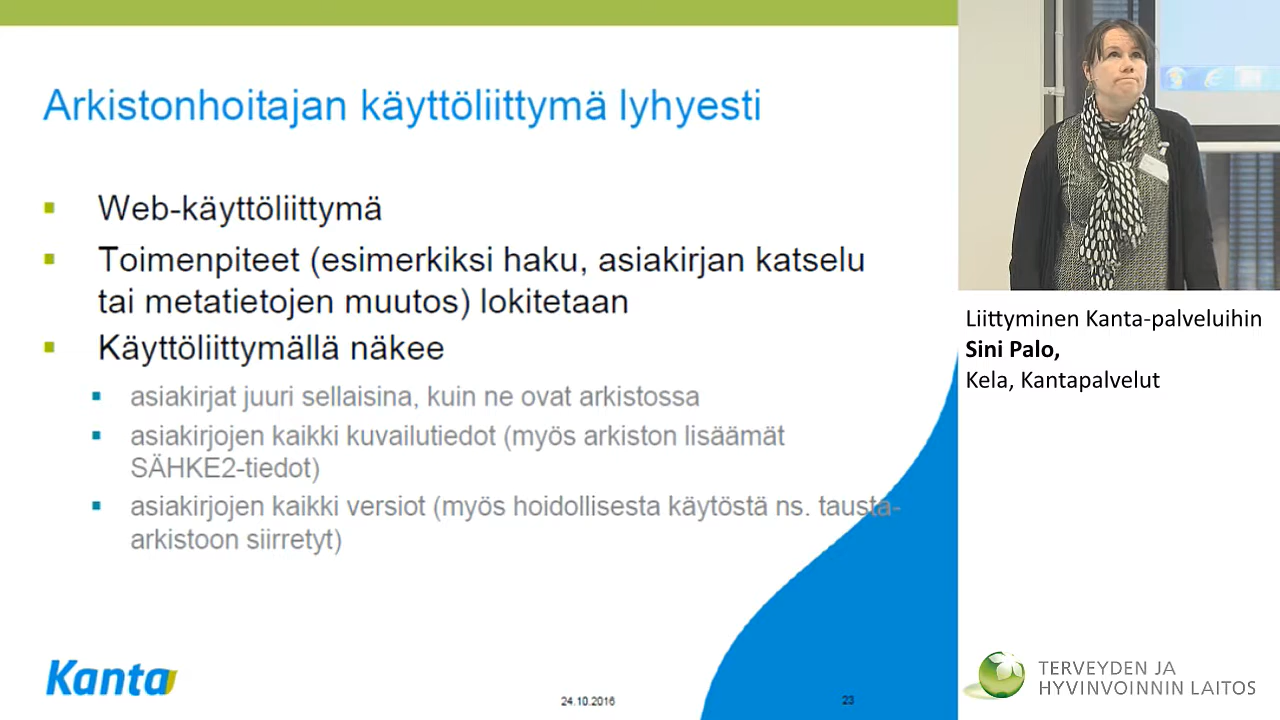 Arkistonhoitajan käyttöliittymä lyhyesti
Web-käyttöliittymä
Toimenpiteet (esimerkiksi haku, asiakirjan katselu
tai metatietojen muutos) lokitetaan
Käyttöliittymällä näkee
asiakirjat juuri sellaisina, kuin ne ovat arkistossa
asiakirjojen kaikki kuvailutiedot (myös arkiston lisäämät
SÄHKE2-tiedot)
asiakirjojen kaikki versiot (myös hoidollisesta käytöstä ns. tausta-
arkistoon siirretyt)
Kanta
24.10.2016
23
Liittyminen Kanta-palveluihin
Sini Palo,
Kela, Kantapalvelut
TERVEYDEN JA
HYVINVOINNIN LAITOS